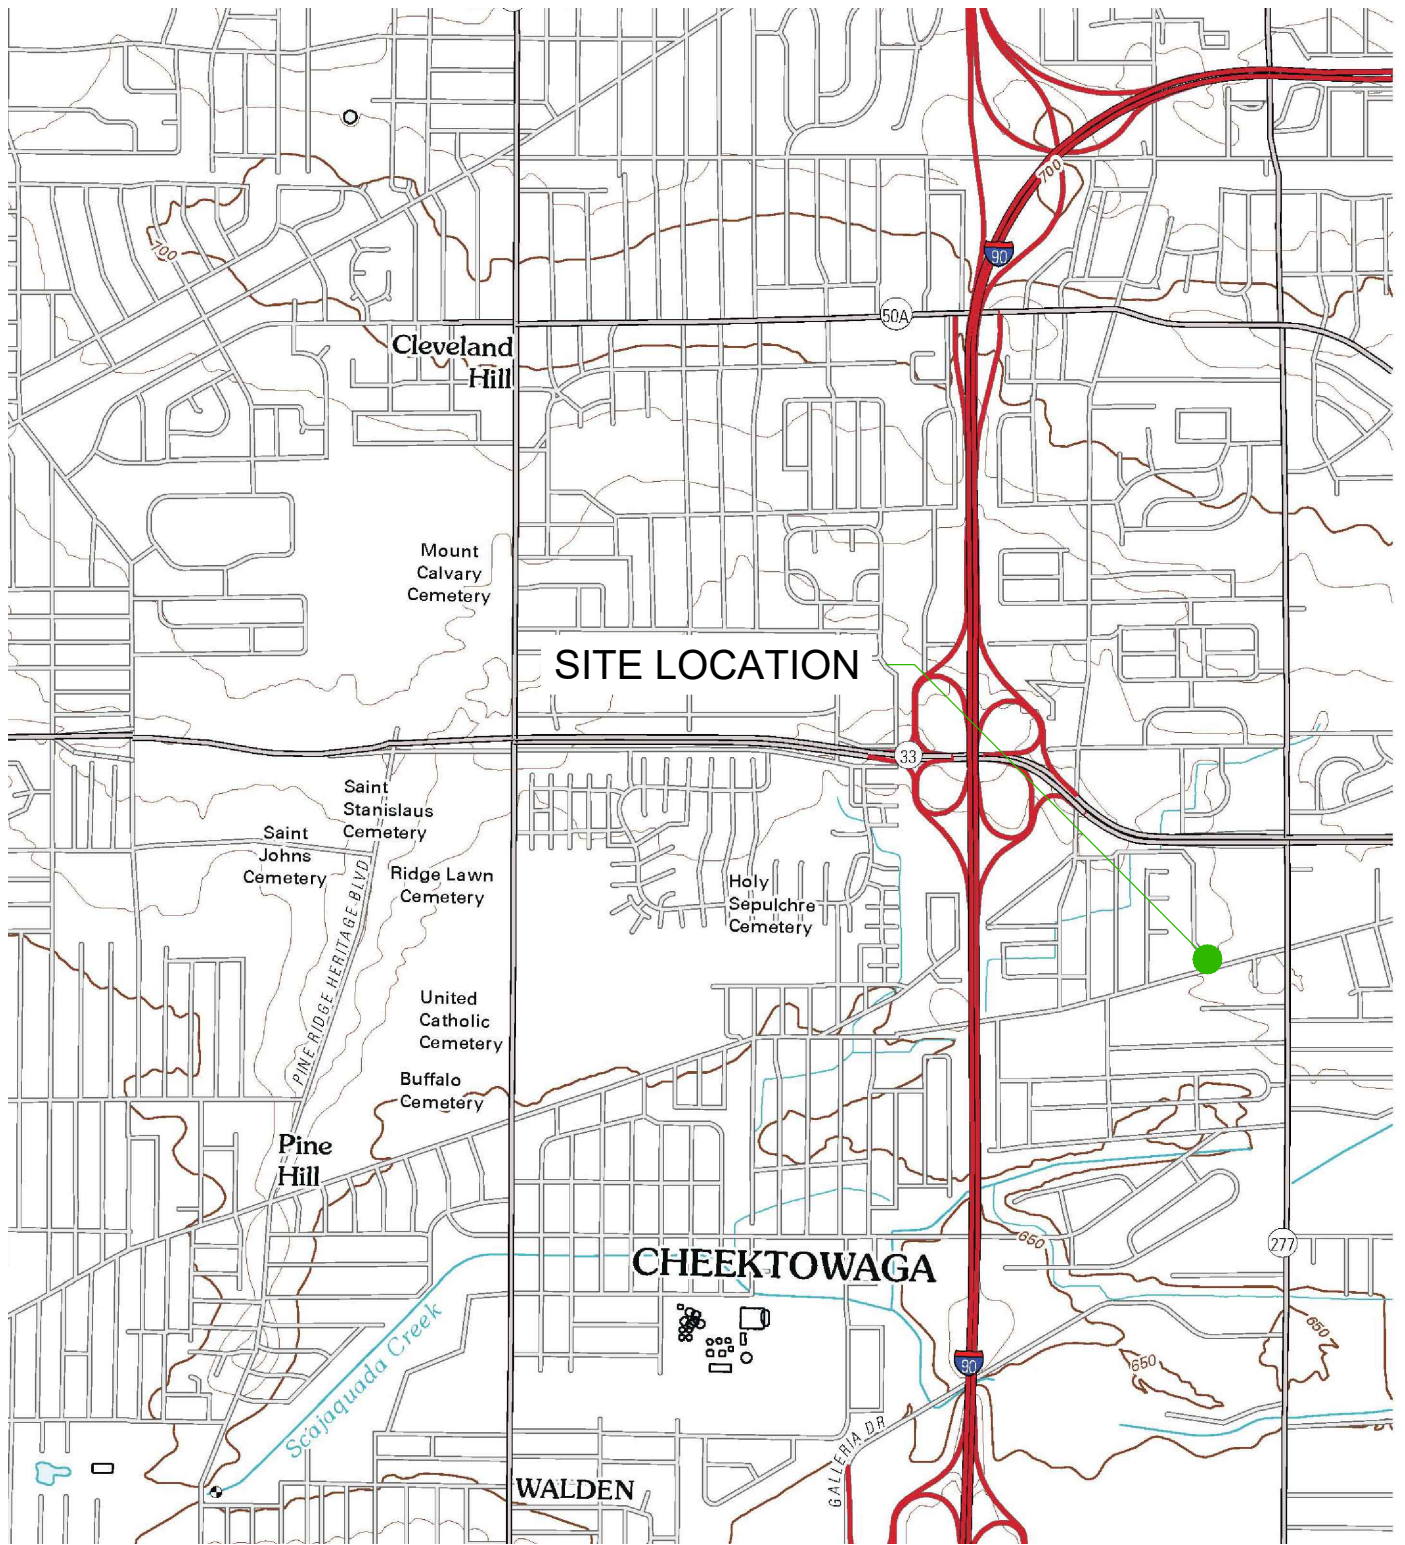 700
90
700
50A
Cleveland
Hill
Mount
Calvary
Cemetery
SITE LOCATION
33
Saint
Stanislaus
Cemetery
Saint
Johns
Cemetery
Ridge Lawn
Cemetery
Holy
Sepulchre
Cemetery
PINE RIDGE HERITAGE BLVD
United
Catholic
Cemetery
Buffalo
Cemetery
Pine
Hill
650
277
CHEEKTOWAGA
Scajaquada Creek
650
90
650
GALLERIA DR
WALDEN